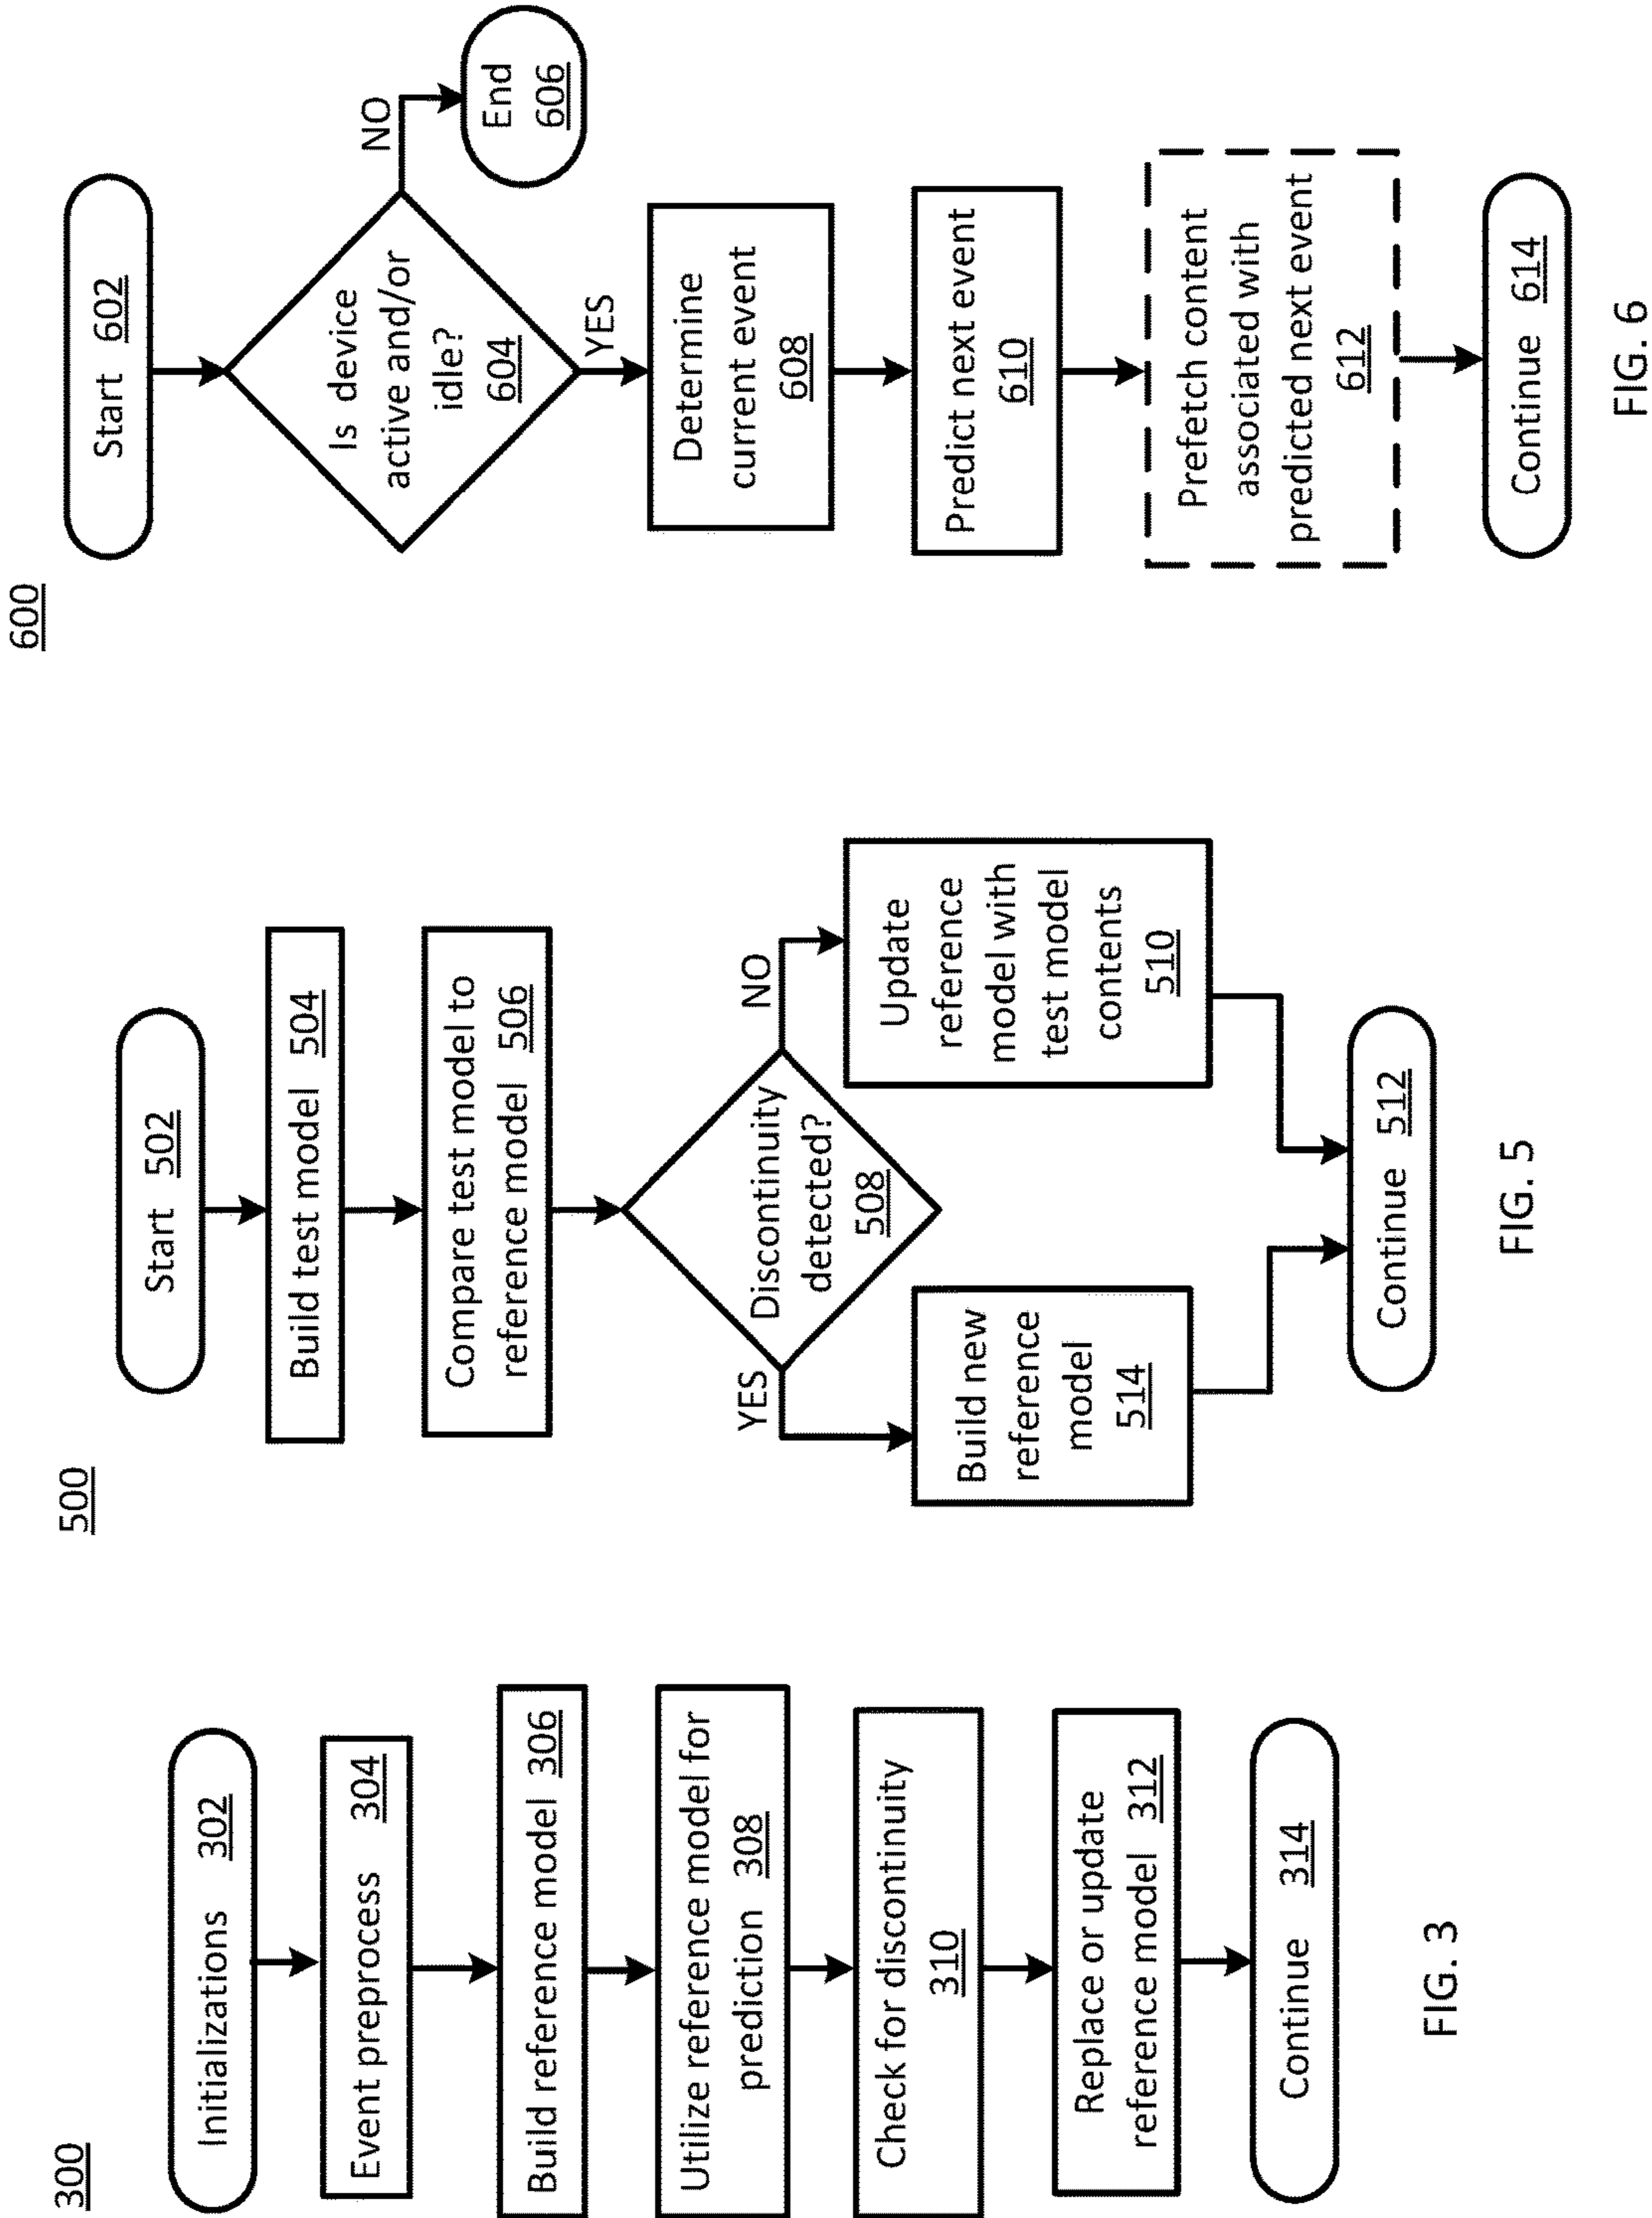 300
Initializations 302
Event preprocess 304
Build reference model 306
Utilize reference model for
prediction 308
Check for discontinuity
310
Replace or update
reference model 312
Continue 314
FIG. 3
500
Start 502
Build test model 504
Compare test model to
reference model 506
Discontinuity
detected?
508
YES
NO
Build new
reference
model
514
Update
reference
model with
test model
contents
510
Continue 512
FIG. 5
600
Start 602
Is device
active and/or
idle?
604
NO
End
606
YES
Determine
current event
608
Predict next event
610
Prefetch content
associated with
predicted next event
612
Continue 614
FIG. 6